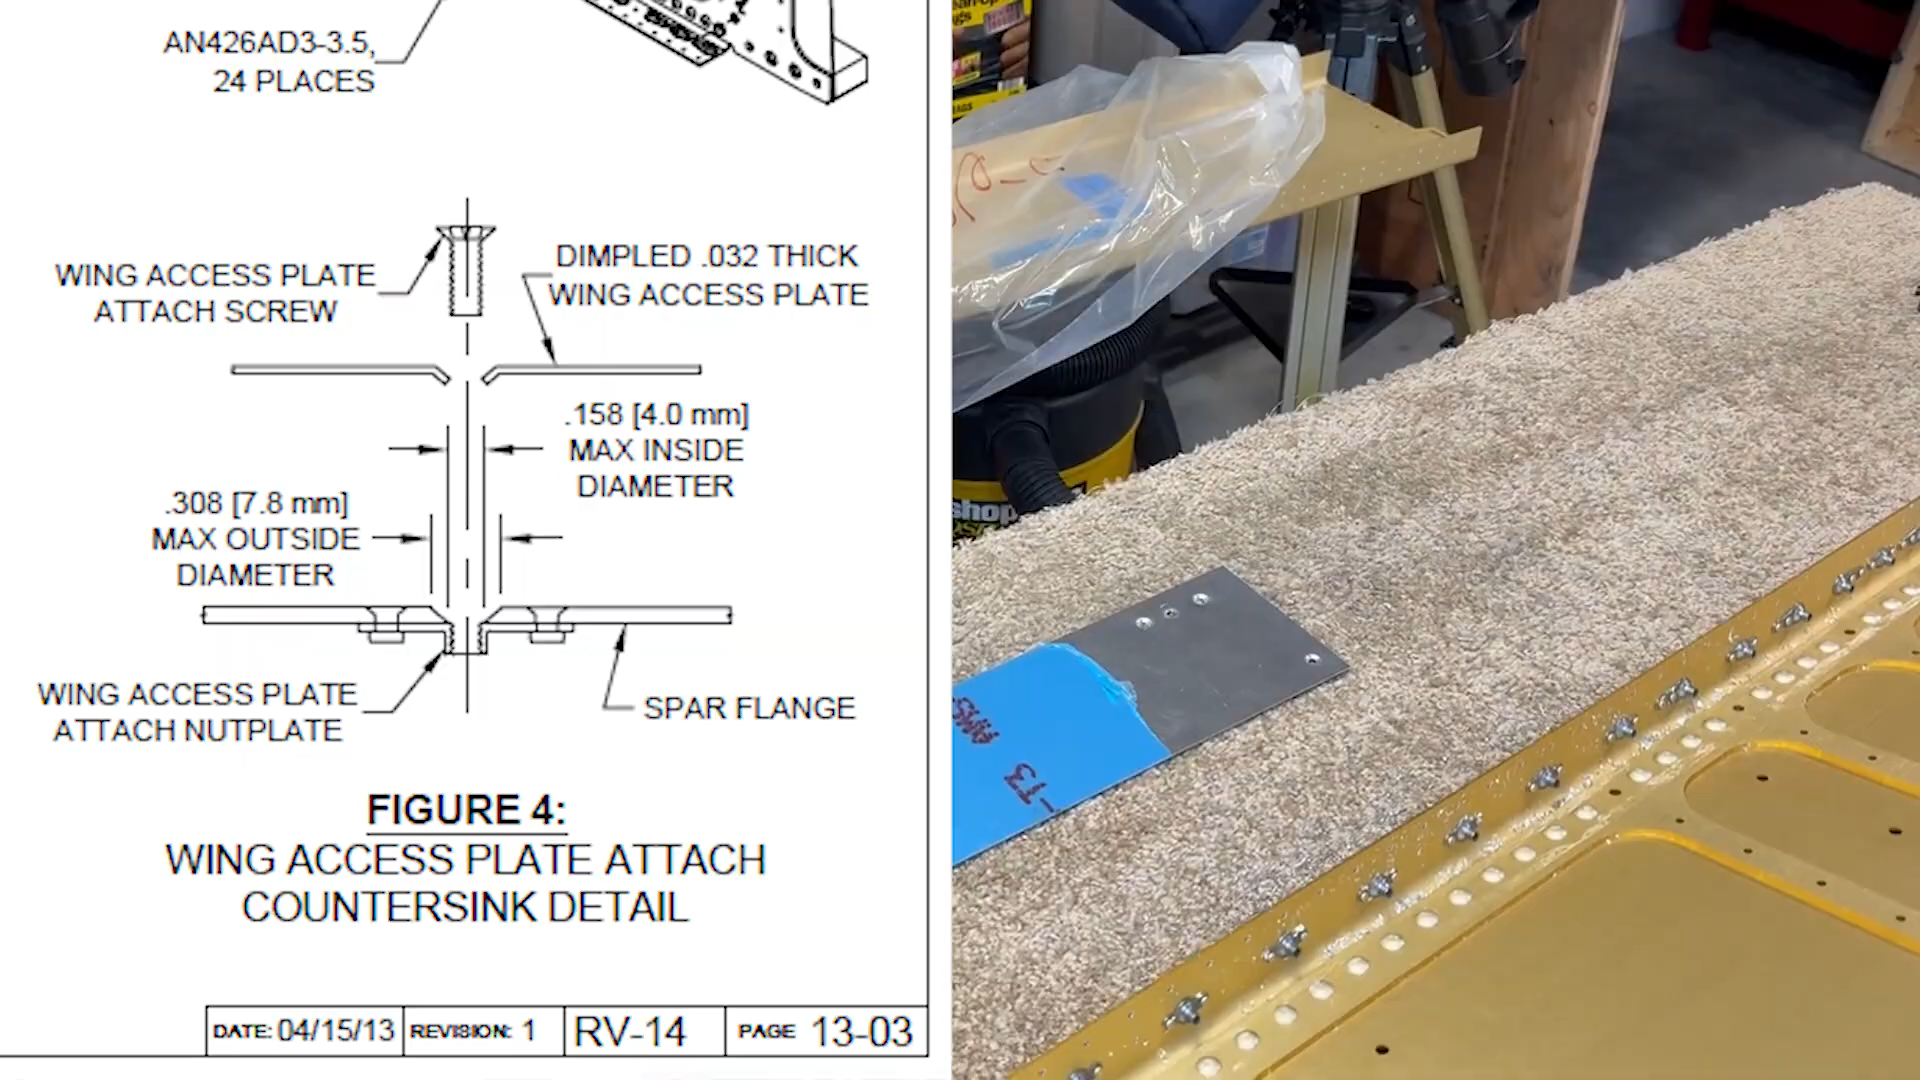 AN426AD3-3.5,
24 PLACES
WING ACCESS PLATE
ATTACH SCREW
DIMPLED .032 THICK
WING ACCESS PLATE
.158 [4.0 mm]
MAX INSIDE
DIAMETER
.308 [7.8 mm]
MAX OUTSIDE
DIAMETER
WING ACCESS PLATE
ATTACH NUTPLATE
SPAR FLANGE
FIGURE 4:
WING ACCESS PLATE ATTACH
COUNTERSINK DETAIL
DATE: 04/15/13 REVISION: 1 RV-14 PAGE 13-03
shop
-T3